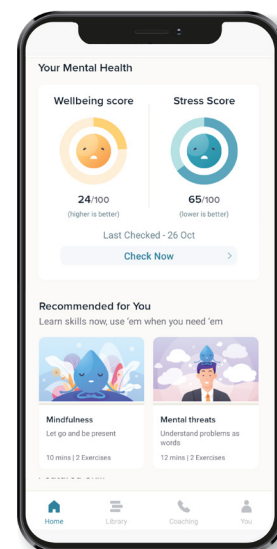 Your Mental Health
Wellbeing score
Stress Score
24/100
65/100
(higher is better)
(lower is better)
Last Checked - 26 Oct
Check Now
Recommended for You
Learn skills now, use 'em when you need 'em
Mindfulness
Let go and be present
10 mins | 2 Exercises
Mental threats
Understand problems as
words
12 mins | 2 Exercises
Home
Library
Coaching
You